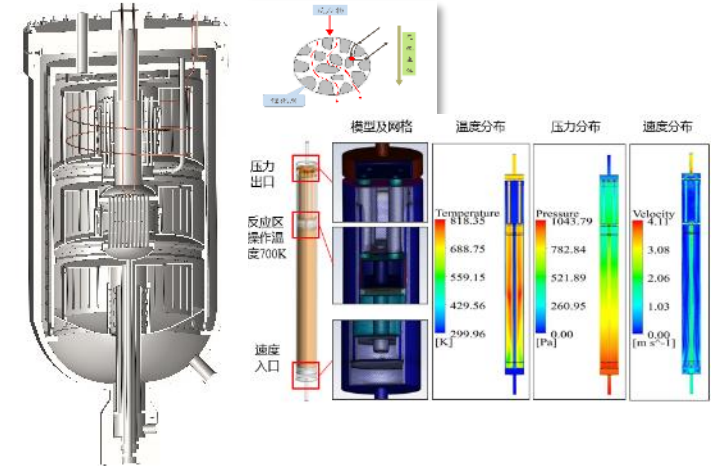 模型及网格
温度分布
压力分布
速度分布
压力
出口
反应区
操作温
度700K
速度
入口
Temperature
818.35
688.75
559.15
429.56
299.96
[K]
Pressure
1043.79
782.84
521.89
260.95
0.00
[Pa]
Velocity
4.11
3.08
2.06
1.03
0.00
[m s^-1]